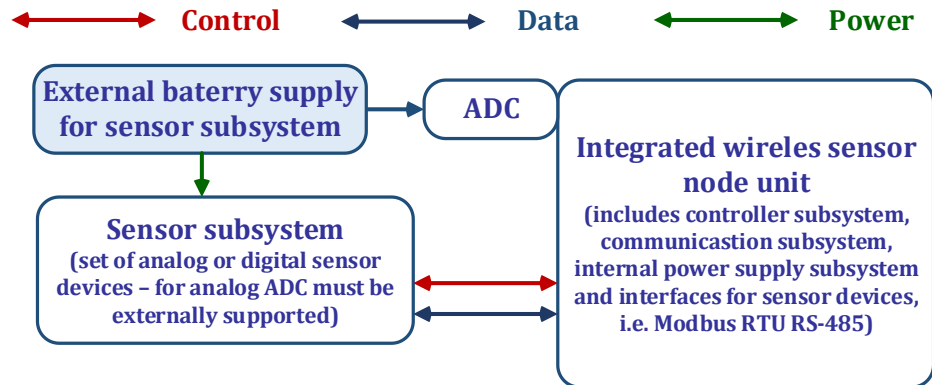 Control
Data
Power
External baterry supply
for sensor subsystem
ADC
Integrated wireles sensor
node unit
(includes controller subsystem,
communicastion subsystem,
internal power supply subsystem
and interfaces for sensor devices,
i.e. Modbus RTU RS-485)
Sensor subsystem
(set of analog or digital sensor
devices – for analog ADC must be
externally supported)